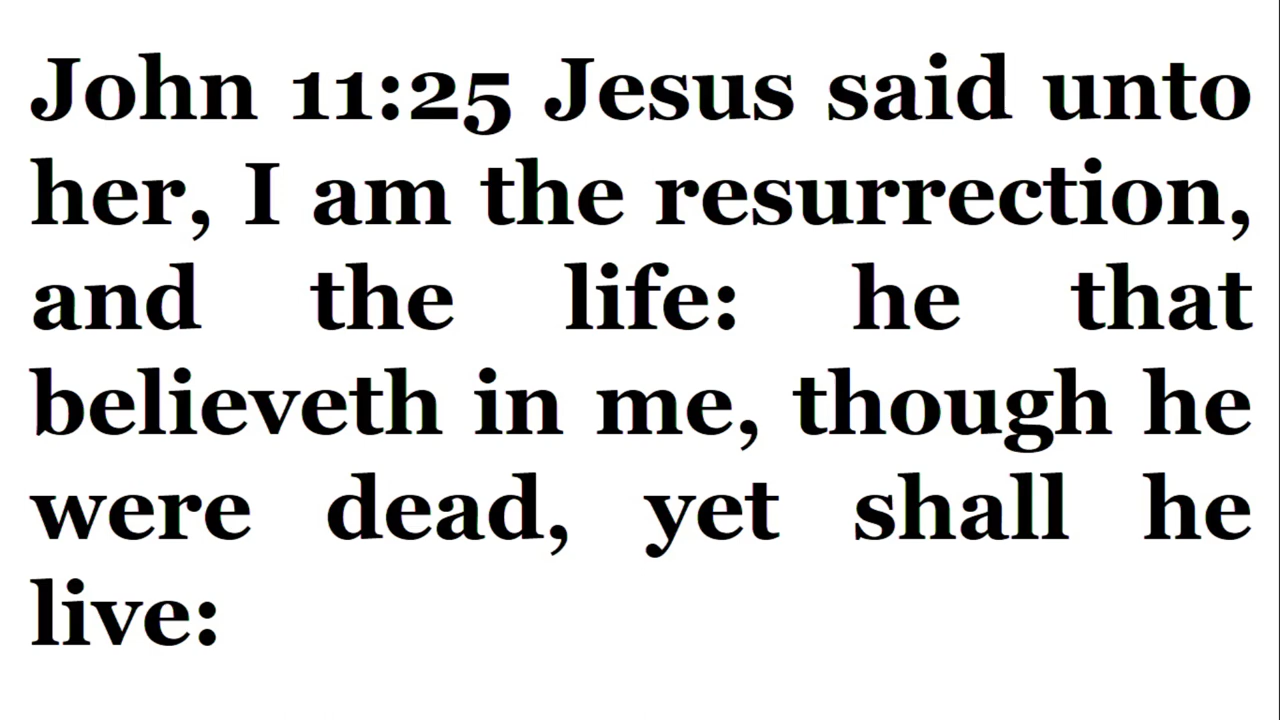 John 11:25 Jesus said unto
her, I am the resurrection,
and the life: he that
believeth in me, though he
were dead, yet shall he
live: